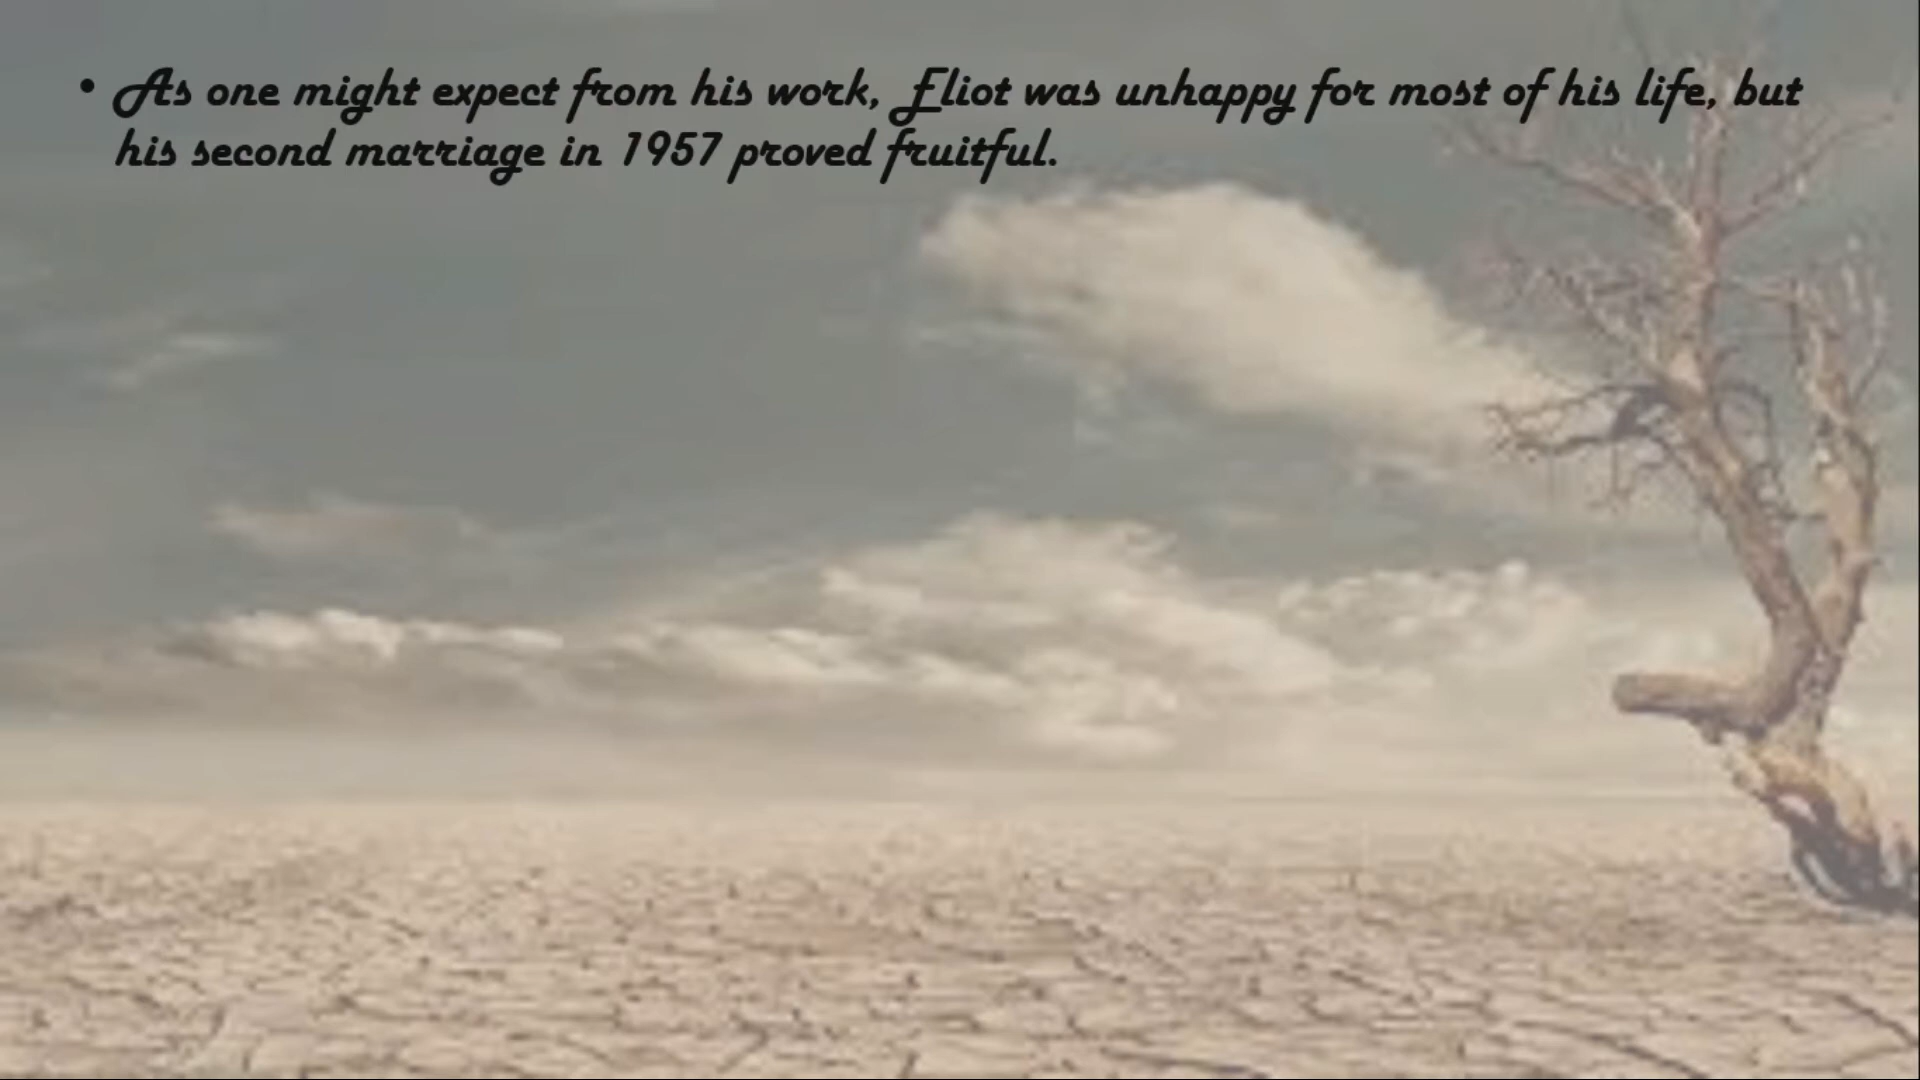 • As one might expect from his work, Eliot was unhappy for most of his life, but
his second marriage in 1957 proved fruitful.